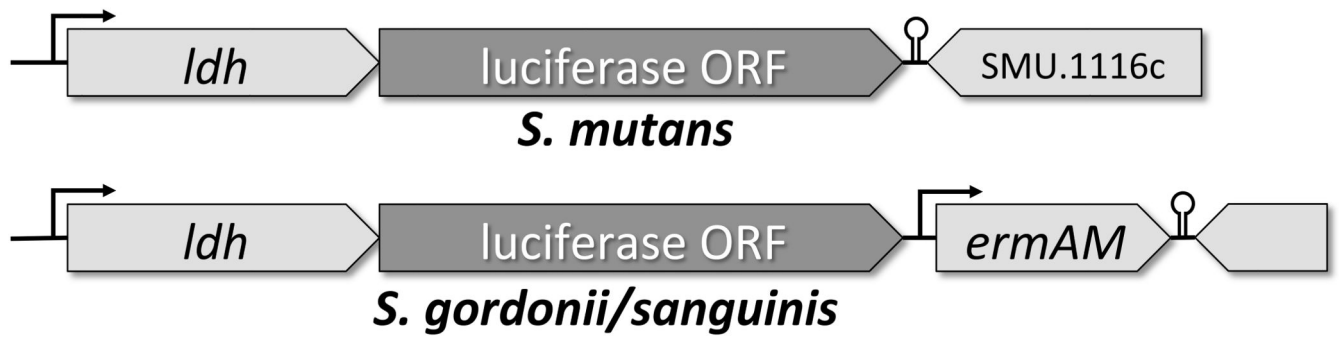 ldh luciferase ORF SMU.1116c
S. mutans
ldh luciferase ORF ermAM
S. gordonii/sanguinis